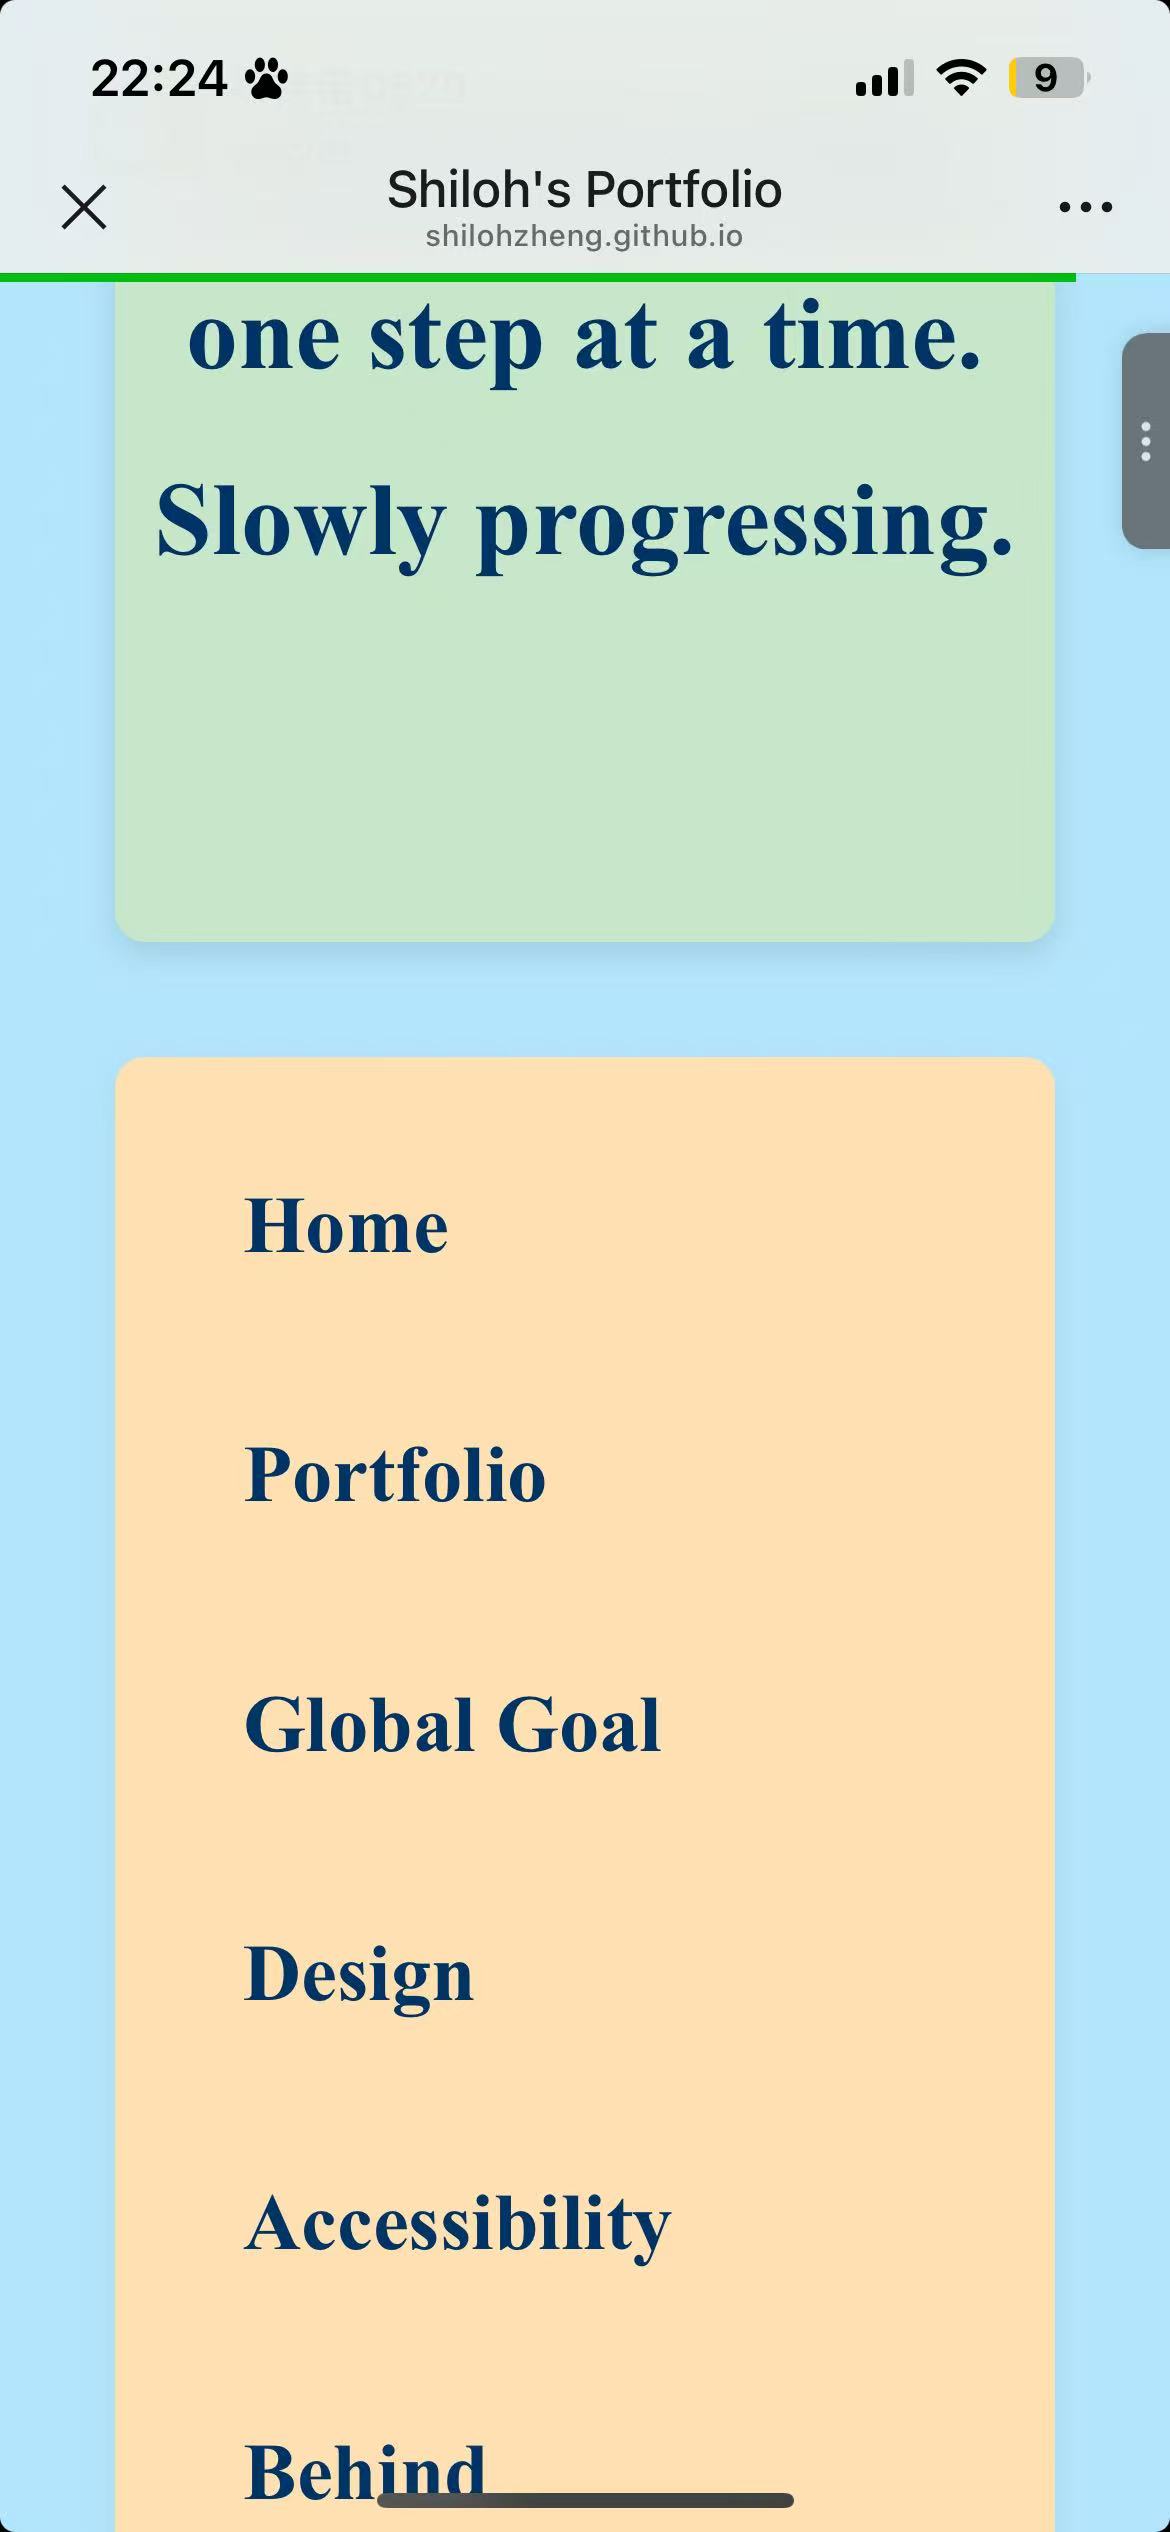 22:24
9
Shiloh's Portfolio
shilohzheng.github.io
one step at a time.
Slowly progressing.
Home
Portfolio
Global Goal
Design
Accessibility
Behind